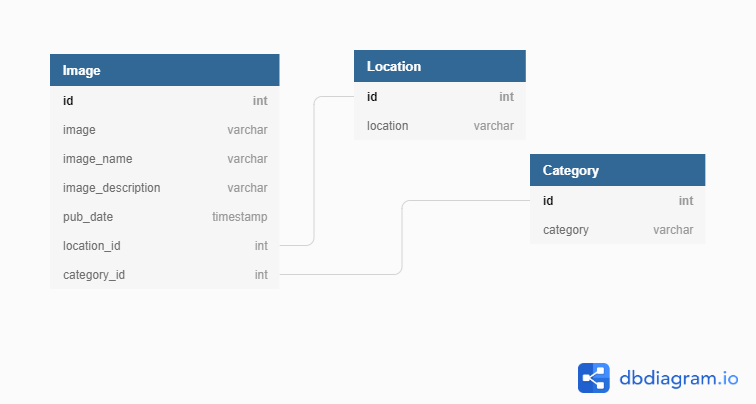 Image
id int
image varchar
image_name varchar
image_description varchar
pub_date timestamp
location_id int
category_id int
Location
id int
location varchar
Category
id int
category varchar
dbdiagram.io